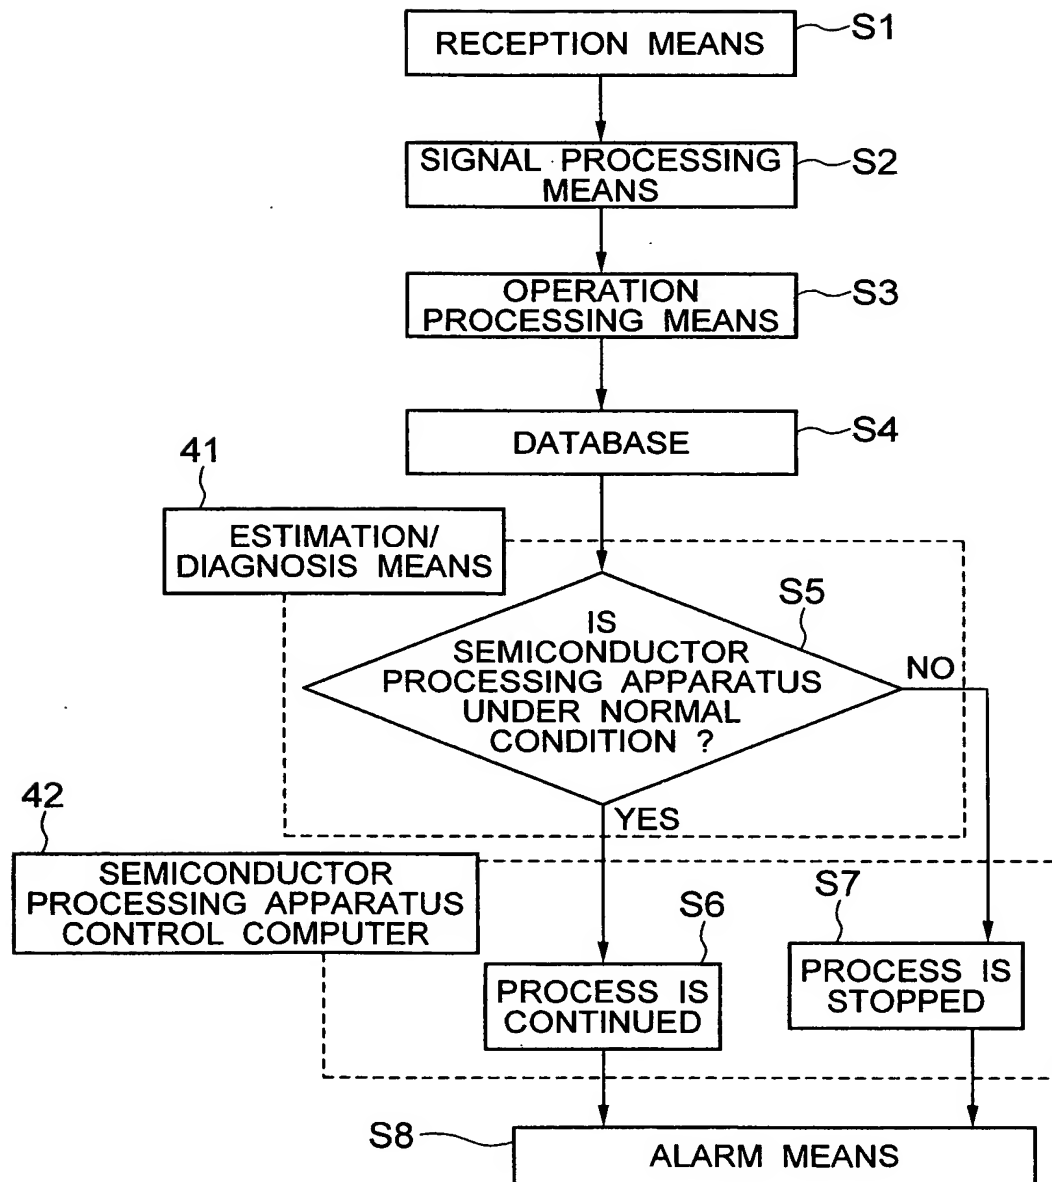 RECEPTION MEANS
S1
SIGNAL PROCESSING
MEANS
S2
OPERATION
PROCESSING MEANS
S3
DATABASE
S4
41
ESTIMATION/
DIAGNOSIS MEANS
S5
IS
SEMICONDUCTOR
PROCESSING APPARATUS
UNDER NORMAL
CONDITION ?
NO
YES
42
SEMICONDUCTOR
PROCESSING APPARATUS
CONTROL COMPUTER
S6
PROCESS IS
CONTINUED
S7
PROCESS IS
STOPPED
S8
ALARM MEANS